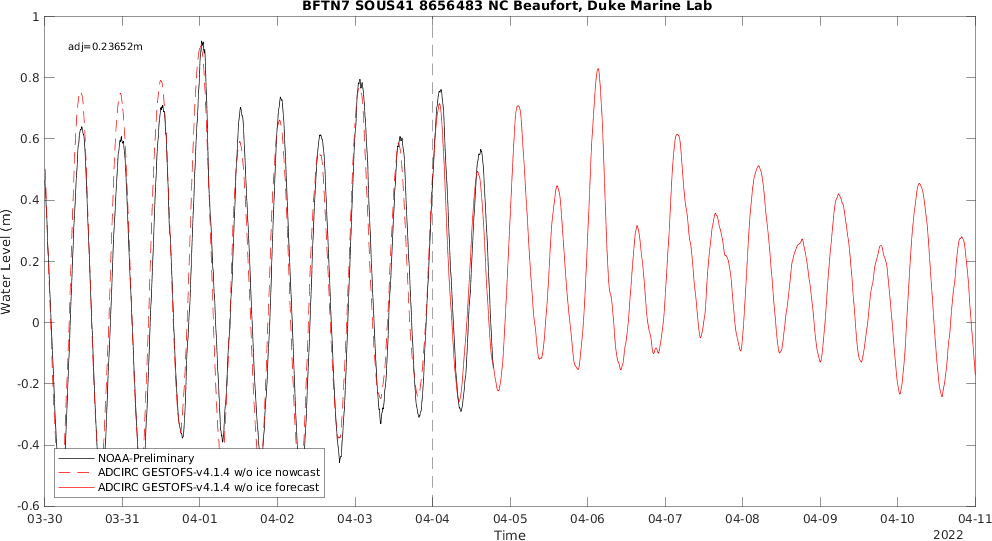 BFTN7 SOUS41 8656483 NC Beaufort, Duke Marine Lab
adj=0.23652m
Water Level (m)
1
0.8
0.6
0.4
0.2
0
-0.2
-0.4
-0.6
NOAA-Preliminary
ADCIRC GESTOFS-v4.1.4 w/o ice nowcast
ADCIRC GESTOFS-v4.1.4 w/o ice forecast
03-30 03-31 04-01 04-02 04-03 04-04 04-05 04-06 04-07 04-08 04-09 04-10 04-11
Time
2022